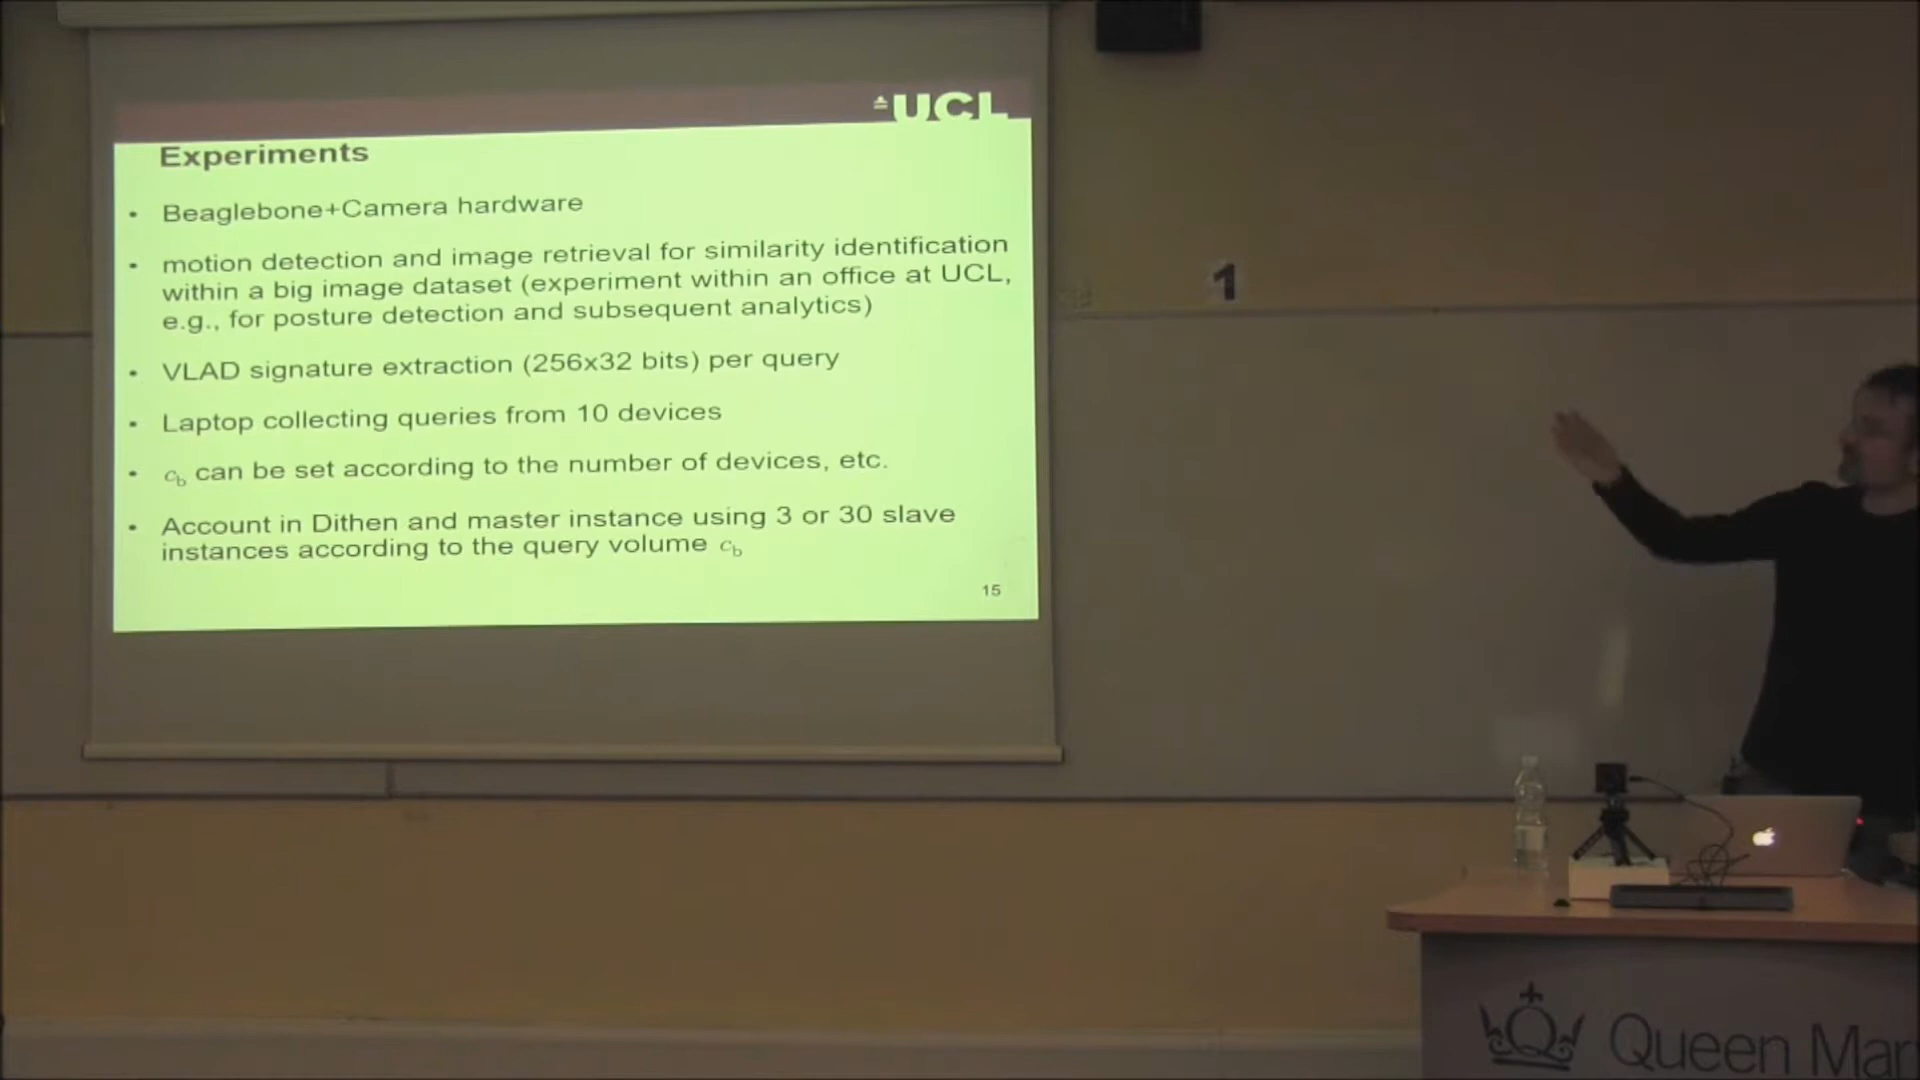 UCL
Experiments
• Beaglebone+Camera hardware
• motion detection and image retrieval for similarity identification
within a big image dataset (experiment within an office at UCL,
e.g., for posture detection and subsequent analytics)
• VLAD signature extraction (256x32 bits) per query
• Laptop collecting queries from 10 devices
• cb can be set according to the number of devices, etc.
• Account in Dithen and master instance using 3 or 30 slave
instances according to the query volume cb
15
1
Queen Mar